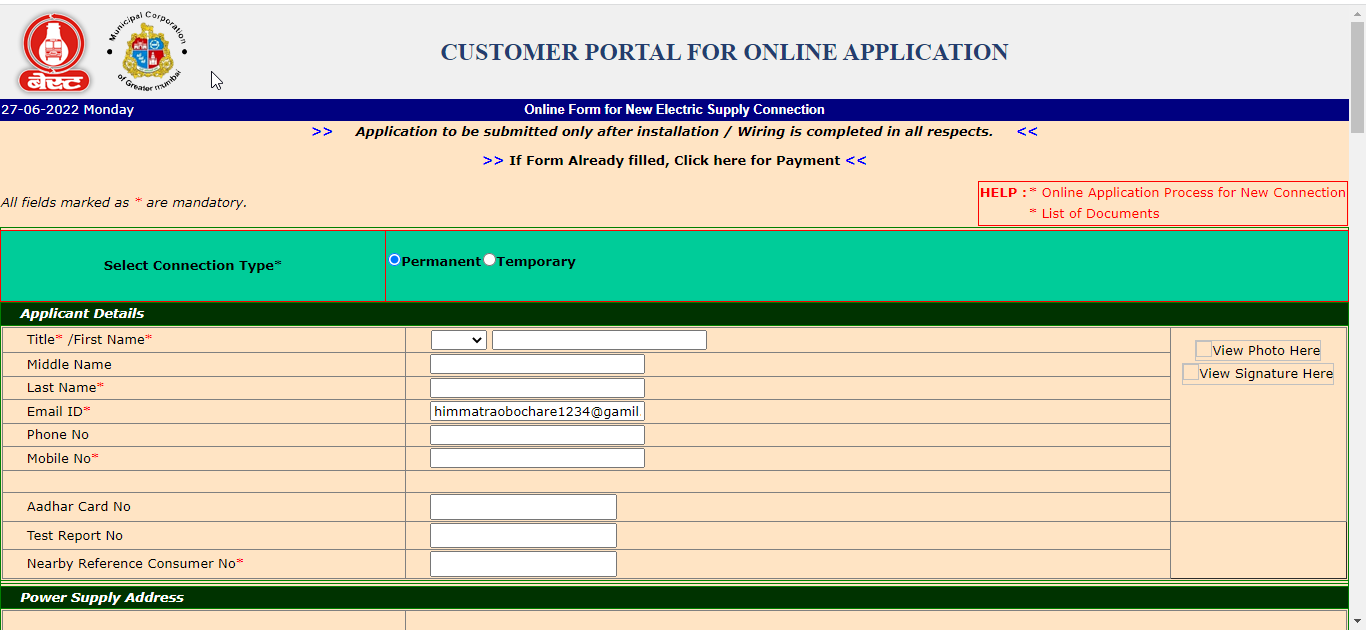 Municipal Corporation
of Greater mumbai
बेस्ट
CUSTOMER PORTAL FOR ONLINE APPLICATION
27-06-2022 Monday
Online Form for New Electric Supply Connection
>> Application to be submitted only after installation / Wiring is completed in all respects. <<
>> If Form Already filled, Click here for Payment <<
All fields marked as * are mandatory.
HELP : * Online Application Process for New Connection
* List of Documents
Select Connection Type*
Permanent Temporary
Applicant Details
Title* /First Name*
View Photo Here
Middle Name
View Signature Here
Last Name*
Email ID* himmatraobochare1234@gamil.
Phone No
Mobile No*
Aadhar Card No
Test Report No
Nearby Reference Consumer No*
Power Supply Address